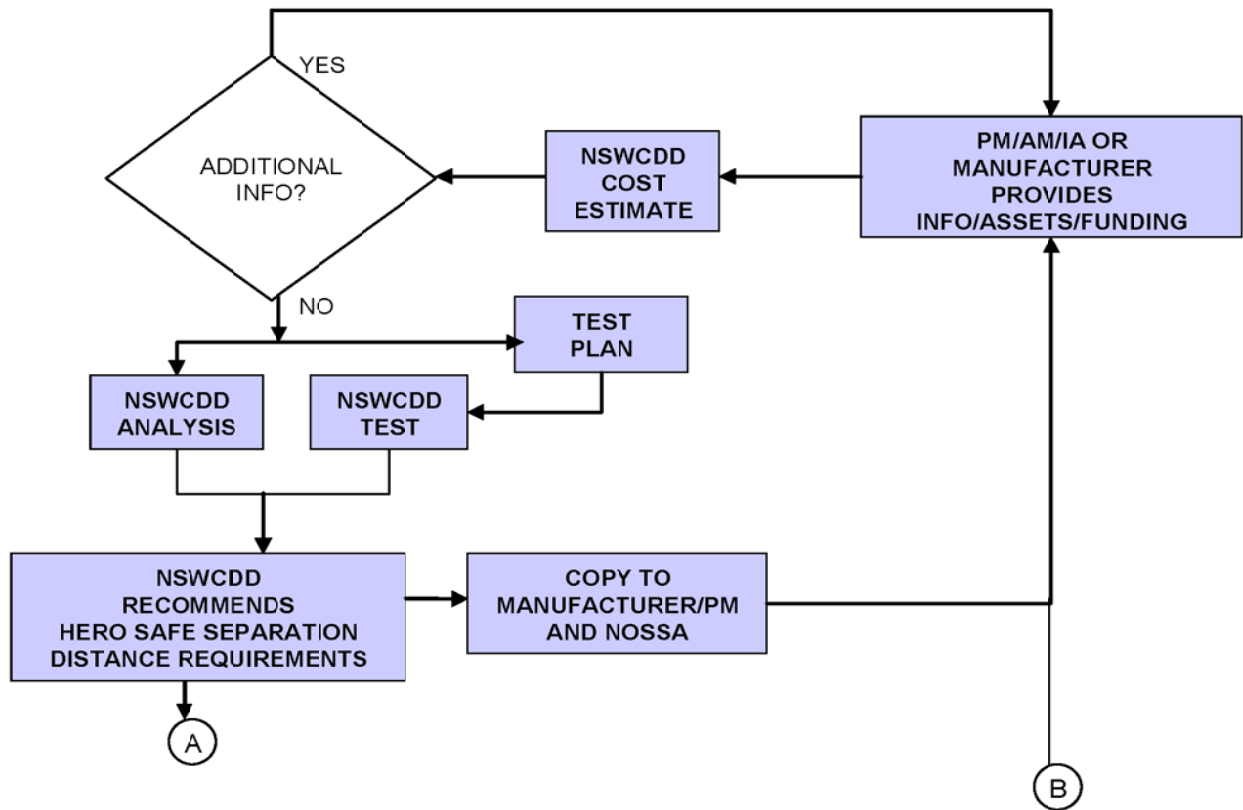 YES
ADDITIONAL
INFO?
NSWCDD
COST
ESTIMATE
PM/AM/IA OR
MANUFACTURER
PROVIDES
INFO/ASSETS/FUNDING
NO
TEST
PLAN
NSWCDD
ANALYSIS
NSWCDD
TEST
NSWCDD
RECOMMENDS
HERO SAFE SEPARATION
DISTANCE REQUIREMENTS
COPY TO
MANUFACTURER/PM
AND NOSSA
A
B